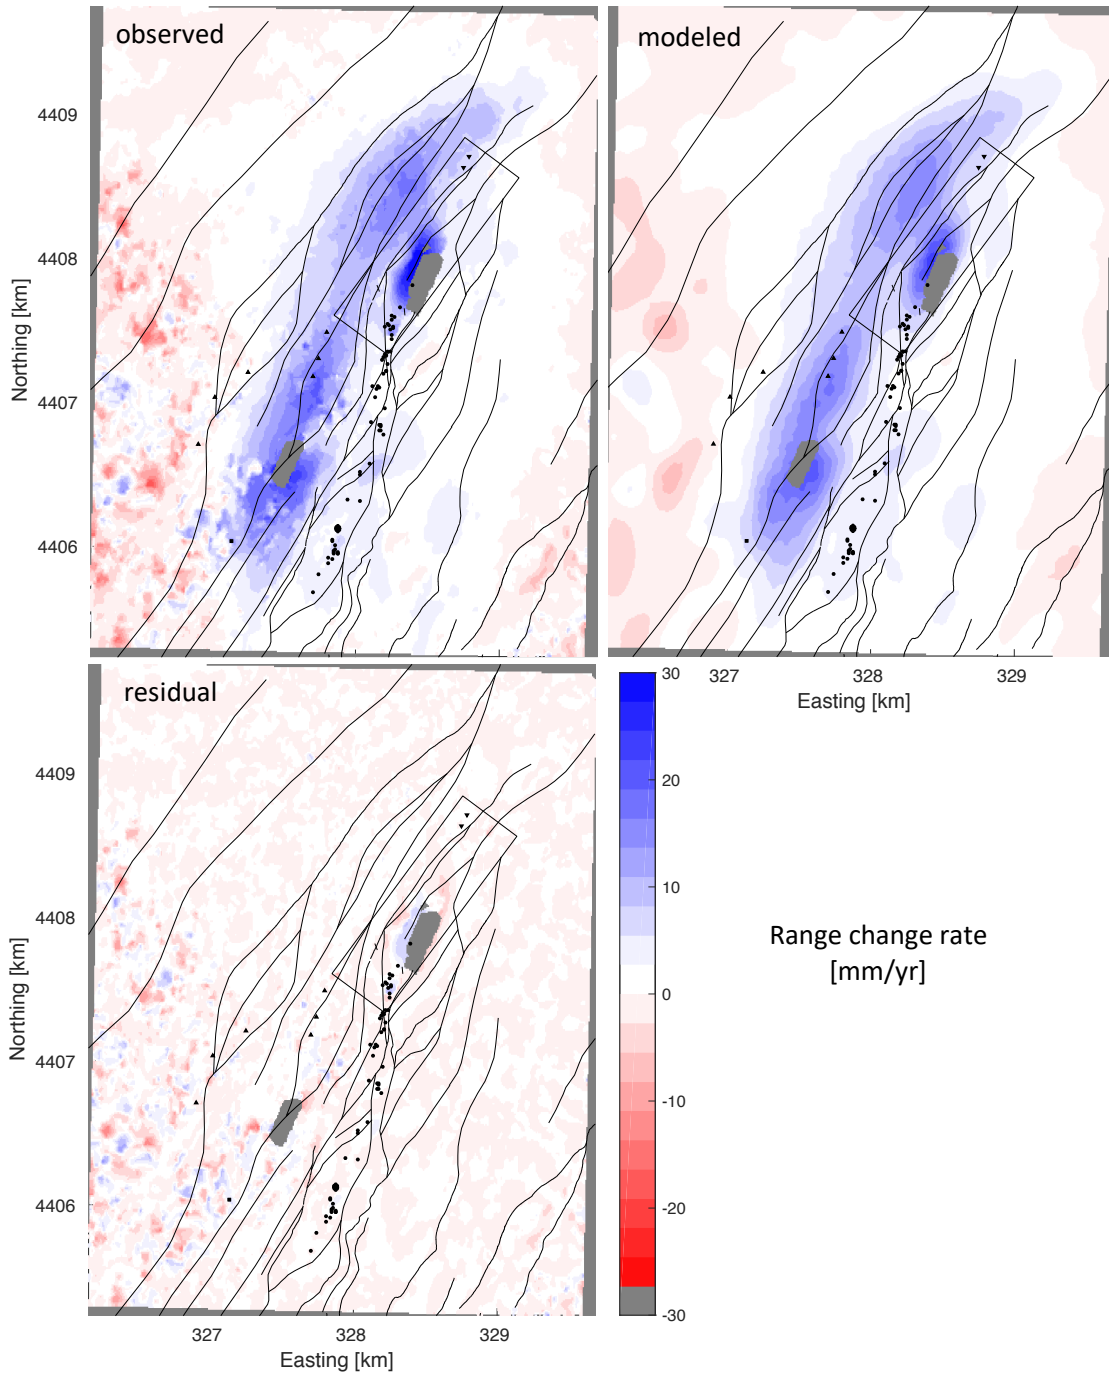 observed
modeled
4409
4408
4407
4406
Northing [km]
327
328
329
Easting [km]
residual
4409
4408
4407
4406
Northing [km]
327
328
329
Easting [km]
30
20
10
0
-10
-20
-30
Range change rate
[mm/yr]